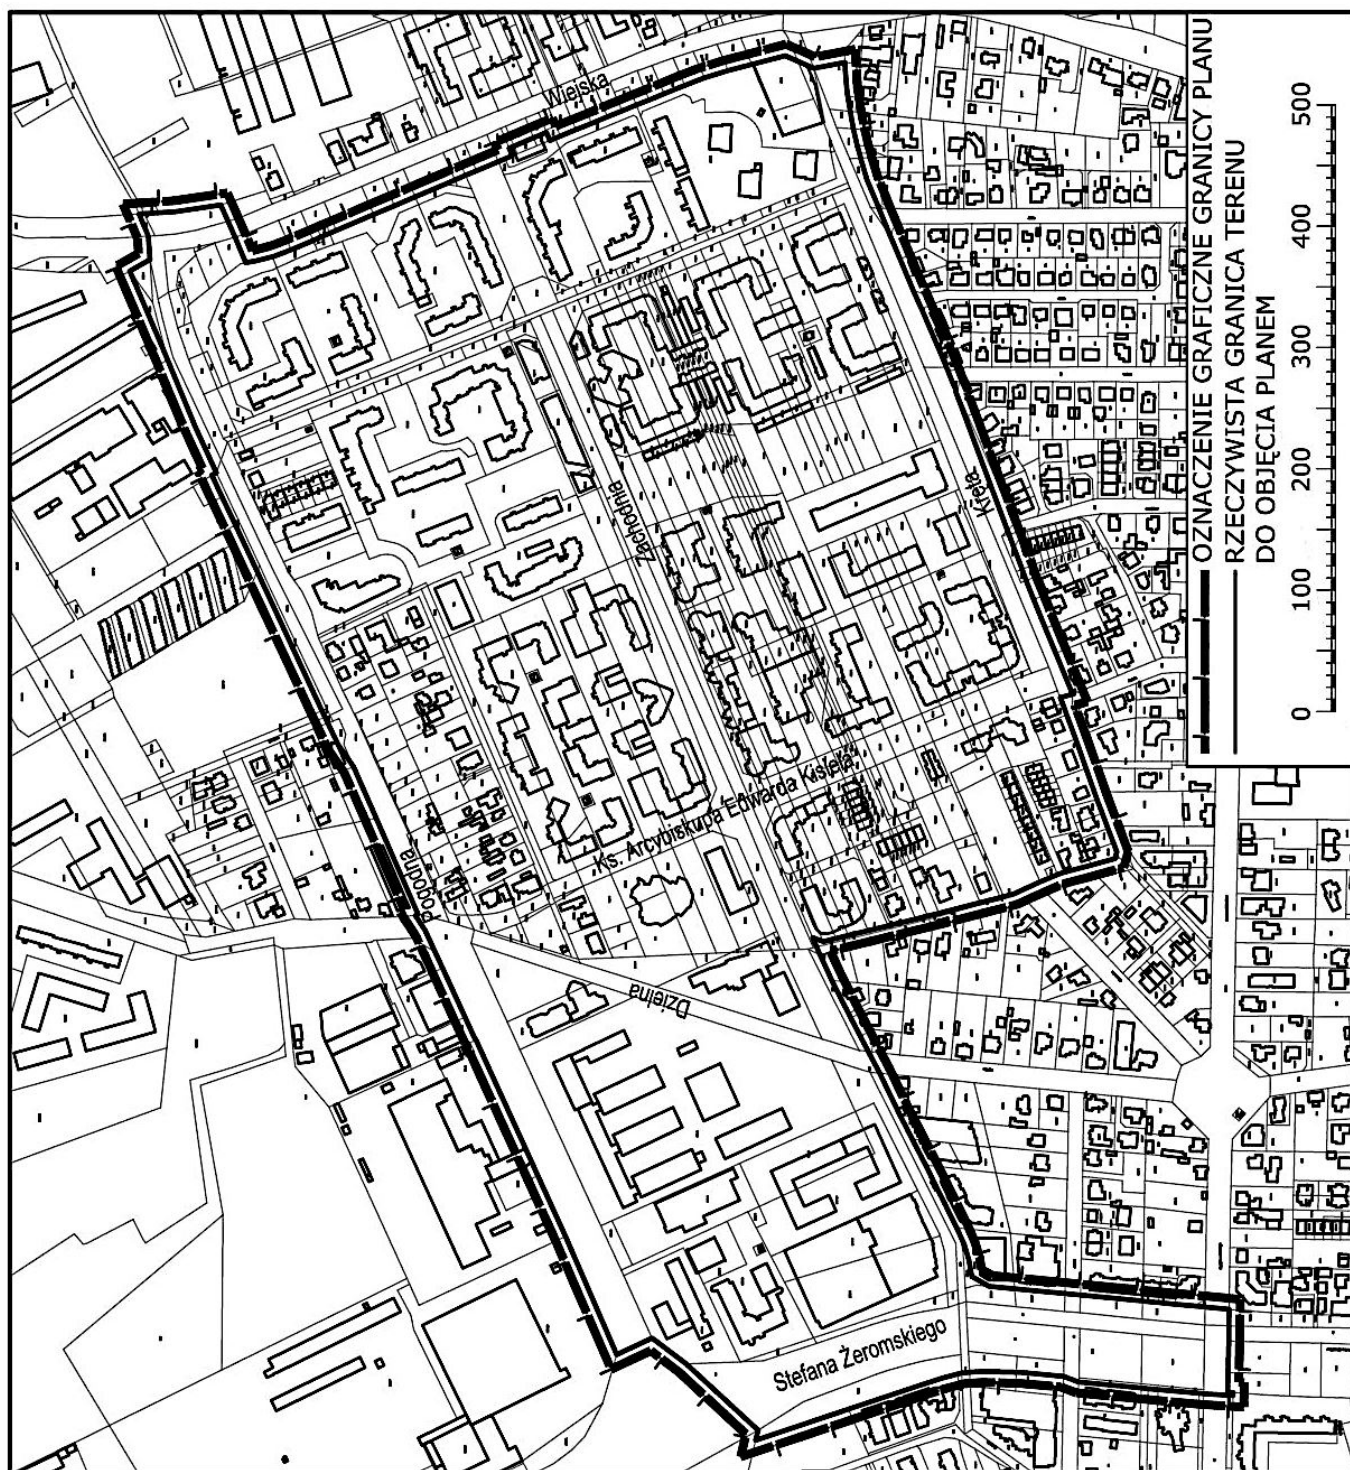 Wiejska
Zachodnia
Kręta
Ks. Arcybiskupa Edwarda Kisiela
Pogodna
Dzielna
Stefana Żeromskiego
OZNACZENIE GRAFICZNE GRANICY PLANU
RZECZYWISTA GRANICA TERENU
DO OBJĘCIA PLANEM
0 100 200 300 400 500